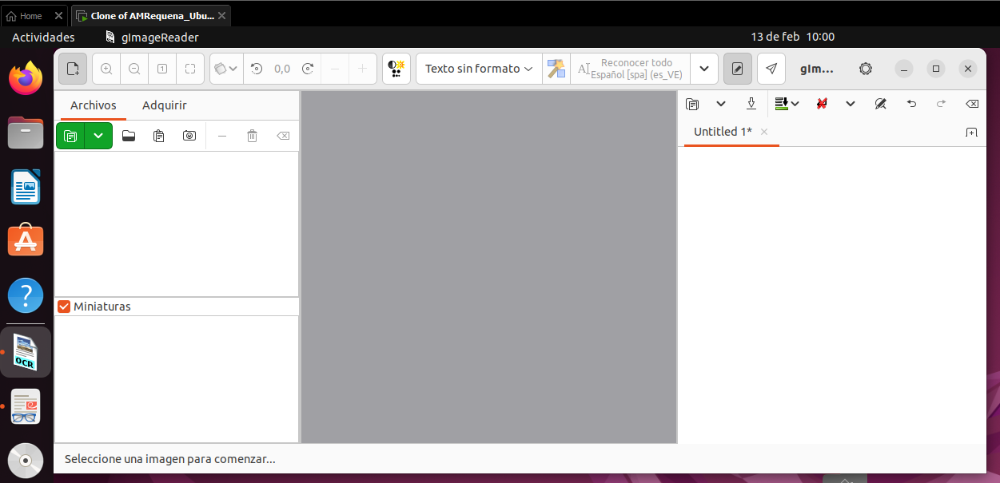 Home
Clone of AMRequena_Ubu...
Actividades
gImageReader
13 de feb 10:00
0,0
Texto sin formato
Reconocer todo
Español [spa] (es_VE)
gIm...
Archivos
Adquirir
Untitled 1*
Miniaturas
OCR
Seleccione una imagen para comenzar...